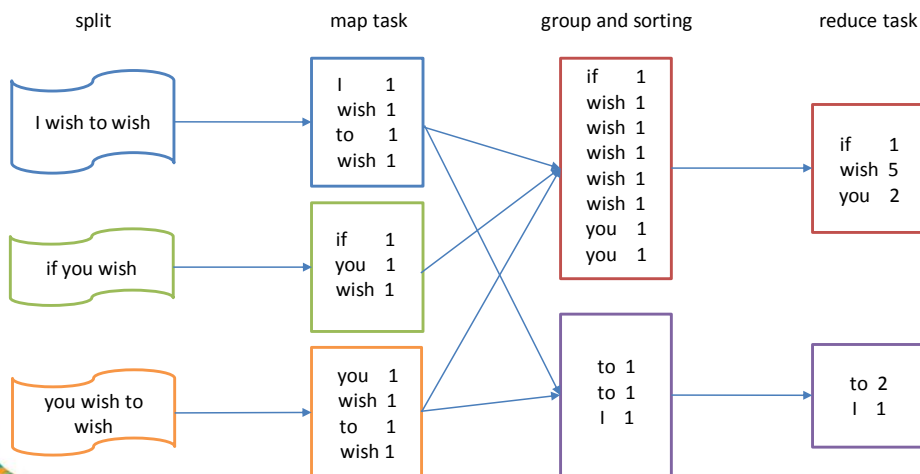 split
map task
group and sorting
reduce task
I wish to wish
I 1
wish 1
to 1
wish 1
if 1
wish 1
wish 1
wish 1
wish 1
wish 1
you 1
you 1
if 1
wish 5
you 2
if you wish
if 1
you 1
wish 1
you wish to
wish
you 1
wish 1
to 1
wish 1
to 1
to 1
I 1
to 2
I 1